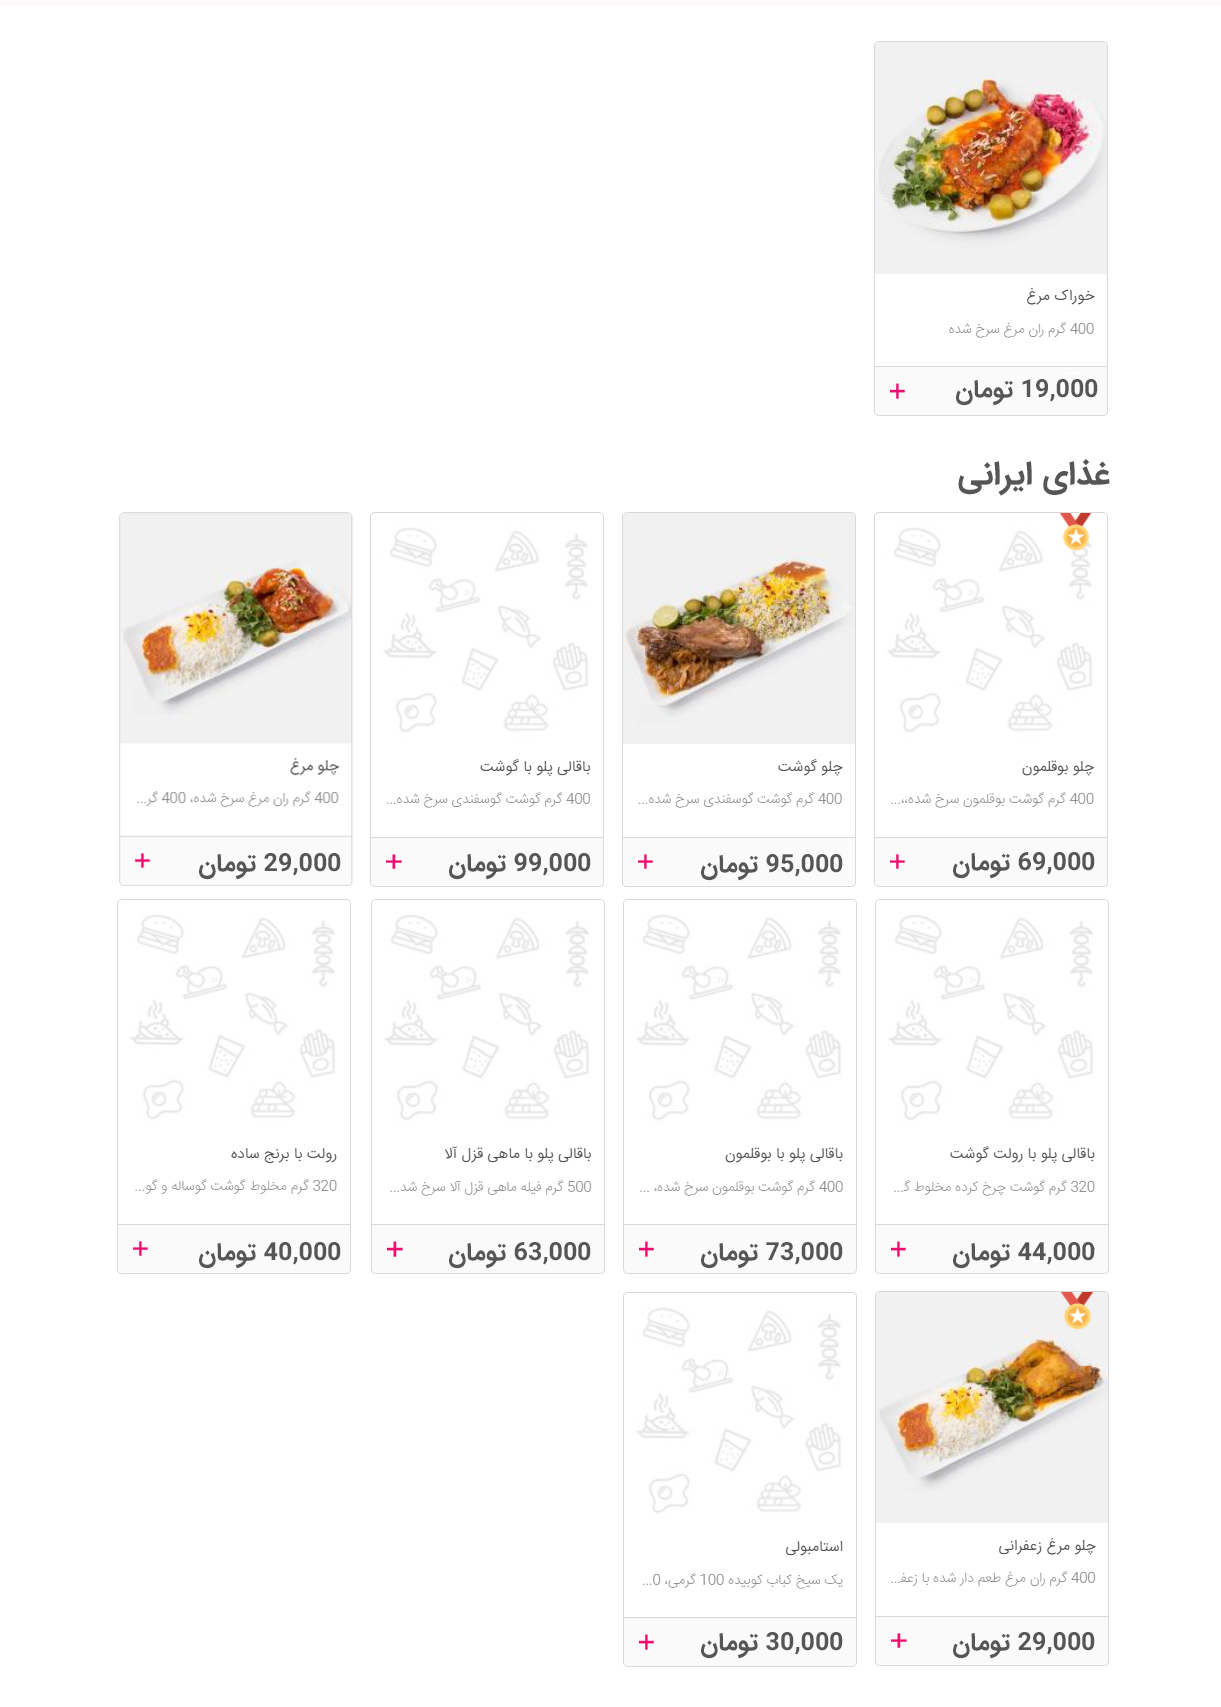 خوراک مرغ
400 گرم ران مرغ سرخ شده
19,000 تومان
غذای ایرانی
چلو بوقلمون
400 گرم گوشت بوقلمون سرخ شده،،...
69,000 تومان
چلو گوشت
400 گرم گوشت گوسفندی سرخ شده...
95,000 تومان
باقالی پلو با گوشت
400 گرم گوشت گوسفندی سرخ شده...
99,000 تومان
چلو مرغ
400 گرم ران مرغ سرخ شده، 400 گر...
29,000 تومان
باقالی پلو با رولت گوشت
320 گرم گوشت چرخ کرده مخلوط گ...
44,000 تومان
باقالی پلو با بوقلمون
400 گرم گوشت بوقلمون سرخ شده، ...
73,000 تومان
باقالی پلو با ماهی قزل آلا
500 گرم فیله ماهی قزل آلا سرخ شد...
63,000 تومان
رولت با برنج ساده
320 گرم مخلوط گوشت گوساله و گو...
40,000 تومان
چلو مرغ زعفرانی
400 گرم ران مرغ طعم دار شده با زعف...
29,000 تومان
استامبولی
یک سیخ کباب کوبیده 100 گرمی، 0...
30,000 تومان